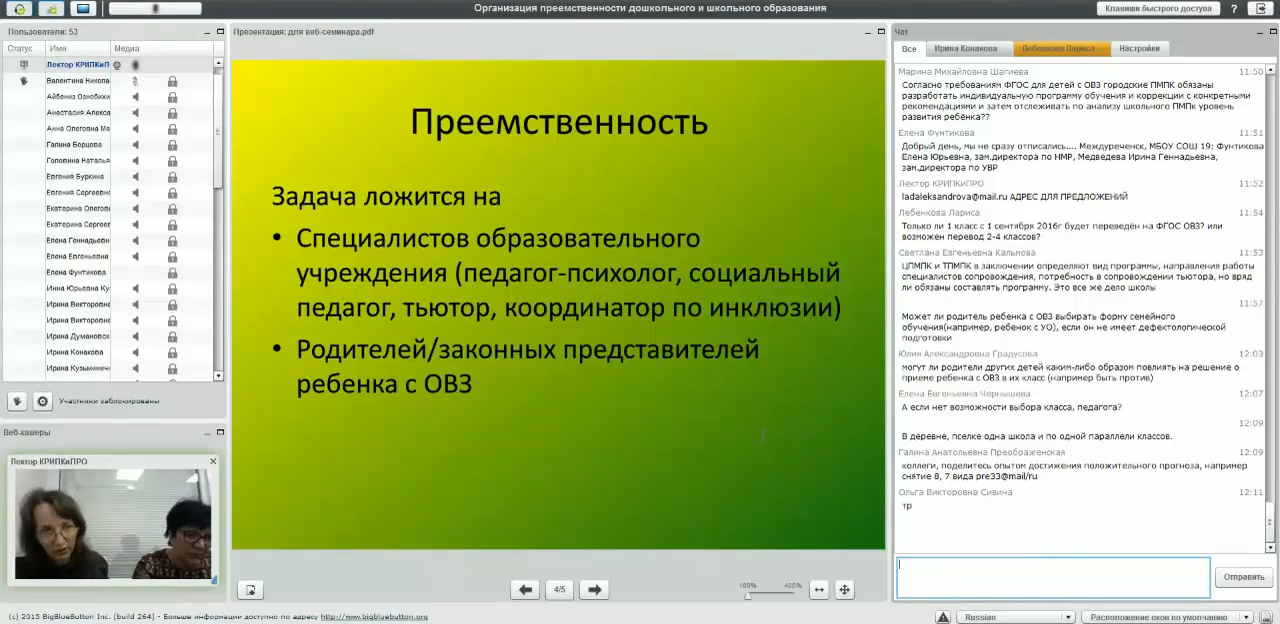 Организация преемственности дошкольного и школьного образования
Клавиши быстрого доступа
?
Пользователи: 53
Статус
Имя
Медиа
Лектор КРИПКиП
Валентина Никола
Айбениз Ознобихи
Анастасия Алекса
Анна Олеговна Ма
Галина Борцова
Головина Наталья
Евгения Буркина
Евгения Сергеевн
Екатерина Олегов
Екатерина Сергеев
Елена Геннадьевн
Елена Евгеньевна
Елена Фунтикова
Инна Юрьевна Ку
Ирина Викторовна
Ирина Викторовна
Ирина Думановск
Ирина Конакова
Ирина Кузьминич
Участники заблокированы
Веб-камеры
Лектор КРИПКиПРО
Презентация: для веб-семинара.pdf
Преемственность
Задача ложится на
• Специалистов образовательного
учреждения (педагог-психолог, социальный
педагог, тьютор, координатор по инклюзии)
• Родителей/законных представителей
ребенка с ОВЗ
4/5
100%
400%
Чат
Все
Ирина Конакова
Лебенкова Лариса
Настройки
Марина Михайловна Шагиева 11:50
Согласно требованиям ФГОС для детей с ОВЗ городские ПМПК обязаны
разработать индивидуальную программу обучения и коррекции с конкретными
рекомендациями и затем отслеживать по анализу школьного ПМПк уровень
развития ребёнка??
Елена Фунтикова 11:51
Добрый день, мы не сразу отписались.... Междуреченск, МБОУ СОШ 19: Фунтикова
Елена Юрьевна, зам.директора по НМР, Медведева Ирина Геннадьевна,
зам.директора по УВР
Лектор КРИПКиПРО 11:52
ladaleksandrova@mail.ru АДРЕС ДЛЯ ПРЕДЛОЖЕНИЙ
Лебенкова Лариса 11:54
Только ли 1 класс с 1 сентября 2016г будет переведён на ФГОС ОВЗ? или
возможен перевод 2-4 классов?
Светлана Евгеньевна Кальмова 11:53
ЦПМПК и ТПМПК в заключении определяют вид программы, направления работы
специалистов сопровождения, потребность в сопровождении тьютора, но вряд
ли обязаны составлять программу. Это все же дело школы
11:57
Может ли родитель ребенка с ОВЗ выбирать форму семейного
обучения(например, ребенок с УО), если он не имеет дефектологической
подготовки
Юлия Александровна Градусова 12:03
могут ли родители других детей каким-либо образом повлиять на решение о
приеме ребенка с ОВЗ в их класс (например быть против)
Елена Евгеньевна Чернышева 12:07
А если нет возможности выбора класса, педагога?
12:09
В деревне, пселке одна школа и по одной параллели классов.
Галина Анатольевна Преображенская 12:09
коллеги, поделитесь опытом достижения положительного прогноза, например
снятие 8, 7 вида pre33@mail/ru
Ольга Викторовна Сивина 12:11
тр
Отправить
(c) 2015 BigBlueButton Inc. [build 264] - Больше информации доступно по адресу http://www.bigbluebutton.org
Russian
Расположение окон по умолчанию